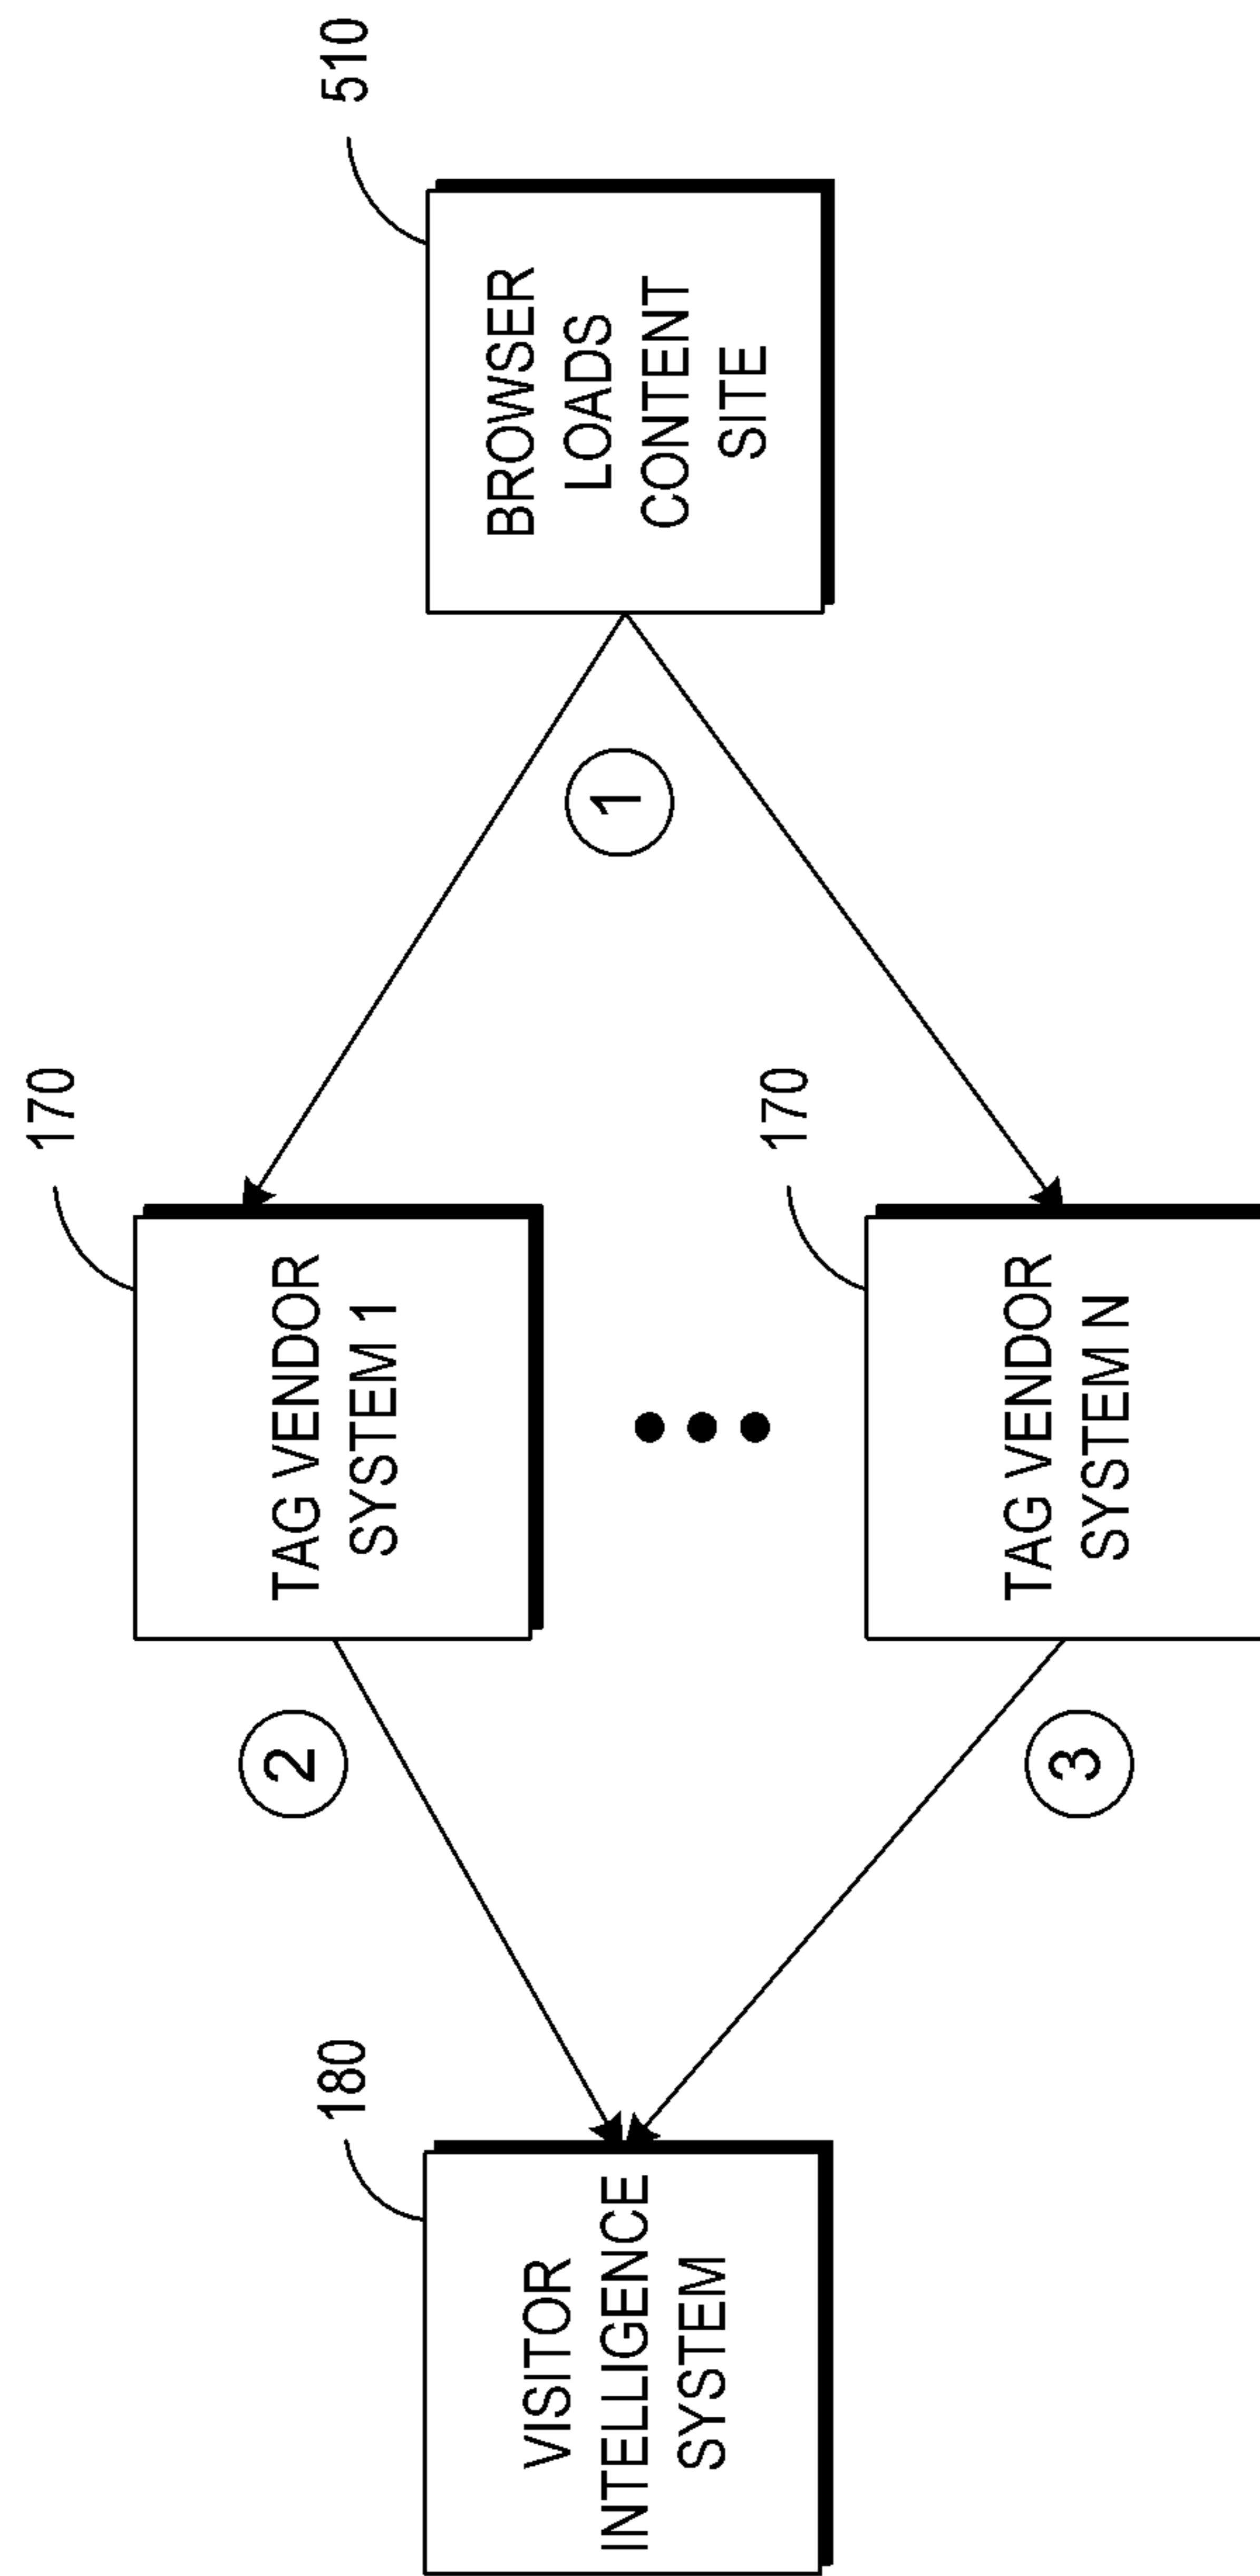 170
TAG VENDOR
SYSTEM 1
2
180
VISITOR
INTELLIGENCE
SYSTEM
510
BROWSER
LOADS
CONTENT
SITE
1
170
TAG VENDOR
SYSTEM N
3